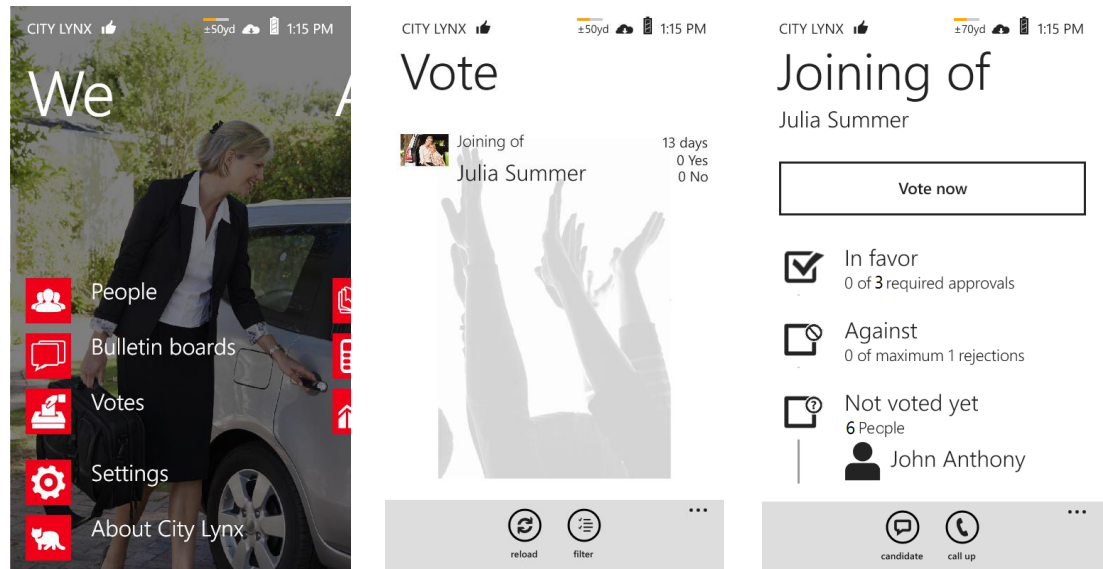 CITY LYNX ±50yd 1:15 PM
We
People
Bulletin boards
Votes
Settings
About City Lynx
CITY LYNX ±50yd 1:15 PM
Vote
Joining of 13 days
0 Yes
Julia Summer 0 No
reload filter
CITY LYNX ±70yd 1:15 PM
Joining of
Julia Summer
Vote now
In favor
0 of 3 required approvals
Against
0 of maximum 1 rejections
Not voted yet
6 People
John Anthony
candidate call up